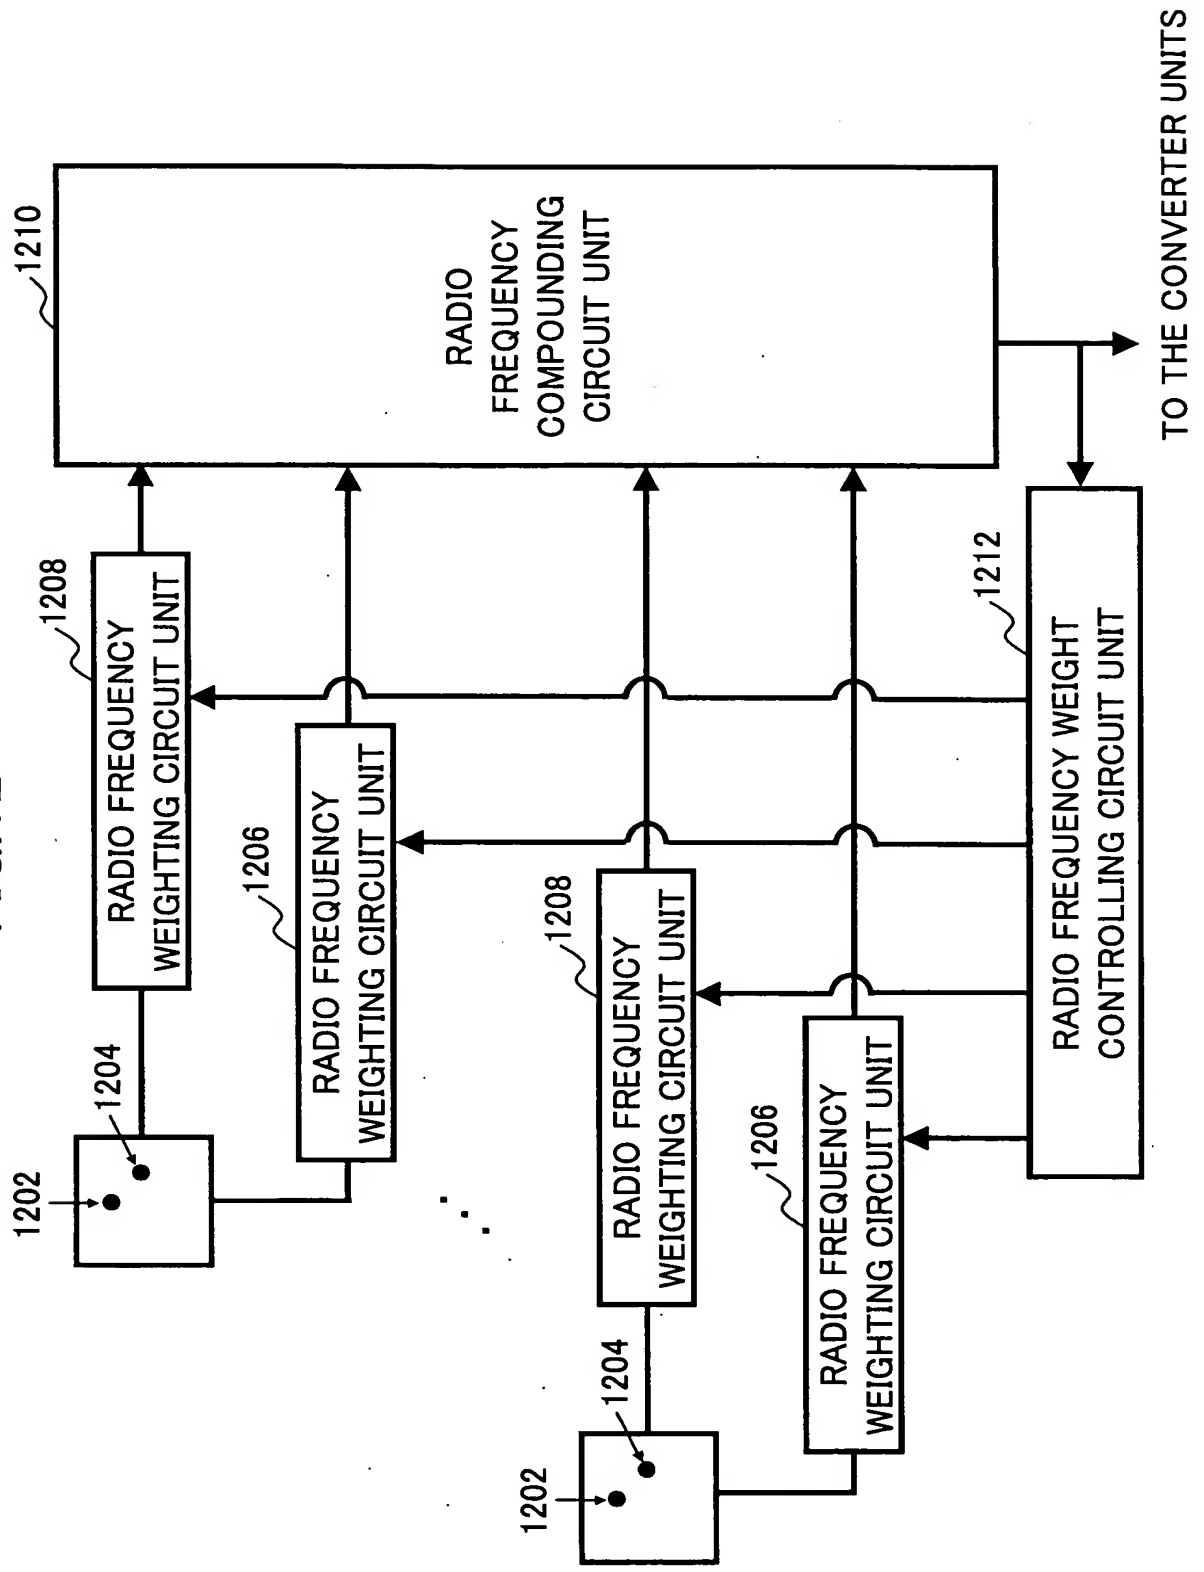 1210
RADIO
FREQUENCY
COMPOUNDING
CIRCUIT UNIT
1208
RADIO FREQUENCY
WEIGHTING CIRCUIT UNIT
1204
1202
1206
RADIO FREQUENCY
WEIGHTING CIRCUIT UNIT
1208
RADIO FREQUENCY
WEIGHTING CIRCUIT UNIT
1204
1202
1206
RADIO FREQUENCY
WEIGHTING CIRCUIT UNIT
1212
RADIO FREQUENCY WEIGHT
CONTROLLING CIRCUIT UNIT
TO THE CONVERTER UNITS